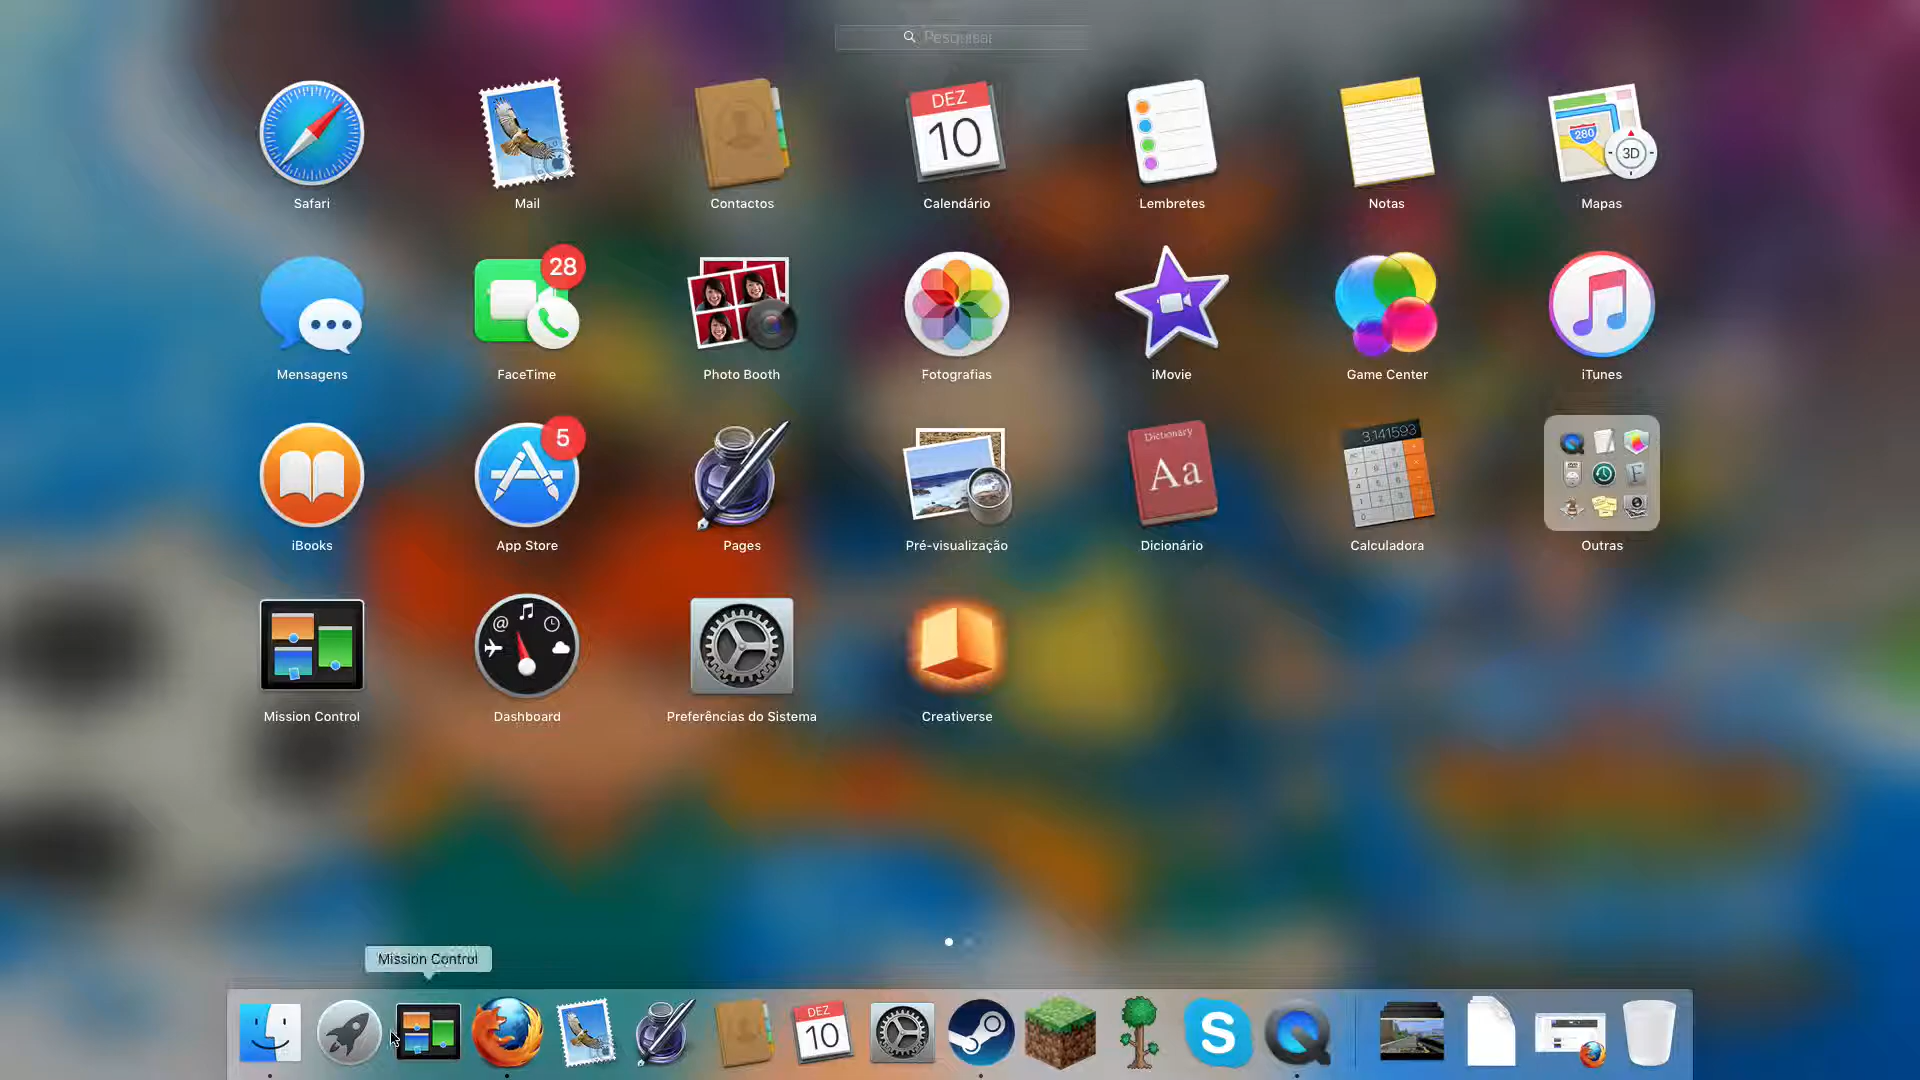 Pesquisar
Safari
Mail
Contactos
DEZ
10
Calendário
Lembretes
Notas
280
3D
Mapas
Mensagens
28
FaceTime
Photo Booth
Fotografias
iMovie
Game Center
iTunes
iBooks
5
App Store
Pages
Pré-visualização
Dictionary
Aa
Dicionário
3.141593
Calculadora
Outras
Mission Control
@
Dashboard
Preferências do Sistema
Creativerse
Mission Control
DEZ
10
S